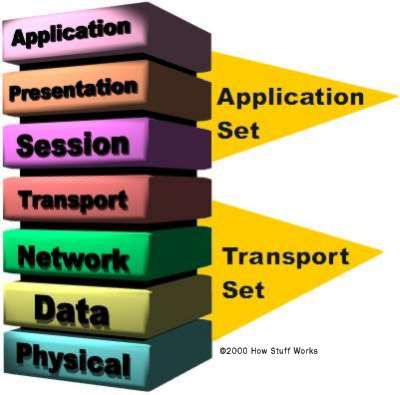 Application
Presentation
Session
Transport
Network
Data
Physical
Application
Set
Transport
Set
©2000 How Stuff Works